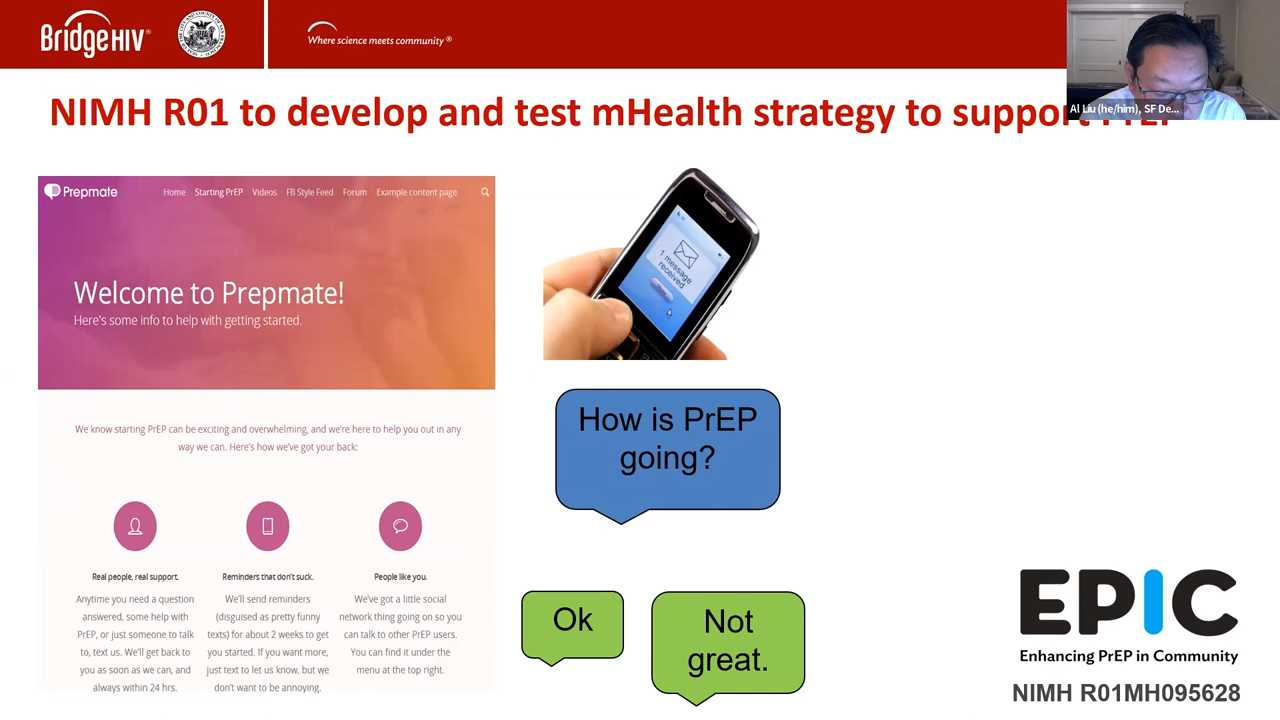 BridgeHIV®
Where science meets community®
Al Liu (he/him), SF De...
NIMH R01 to develop and test mHealth strategy to support PrEP
Prepmate
Home Starting PrEP Videos FB Style Feed Forum Example content page
Welcome to Prepmate!
Here's some info to help with getting started.
We know starting PrEP can be exciting and overwhelming, and we're here to help you out in any
way we can. Here's how we've got your back:
Real people, real support.
Anytime you need a question
answered, some help with
PrEP, or just someone to talk
to, text us. We'll get back to
you as soon as we can, and
always within 24 hrs.
Reminders that don't suck.
We'll send reminders
(disguised as pretty funny
texts) for about 2 weeks to get
you started. If you want more,
just text to let us know, but we
don't want to be annoying.
People like you.
We've got a little social
network thing going on so you
can talk to other PrEP users.
You can find it under the
menu at the top right.
1 message
received
How is PrEP
going?
Ok
Not
great.
EPIC
Enhancing PrEP in Community
NIMH R01MH095628